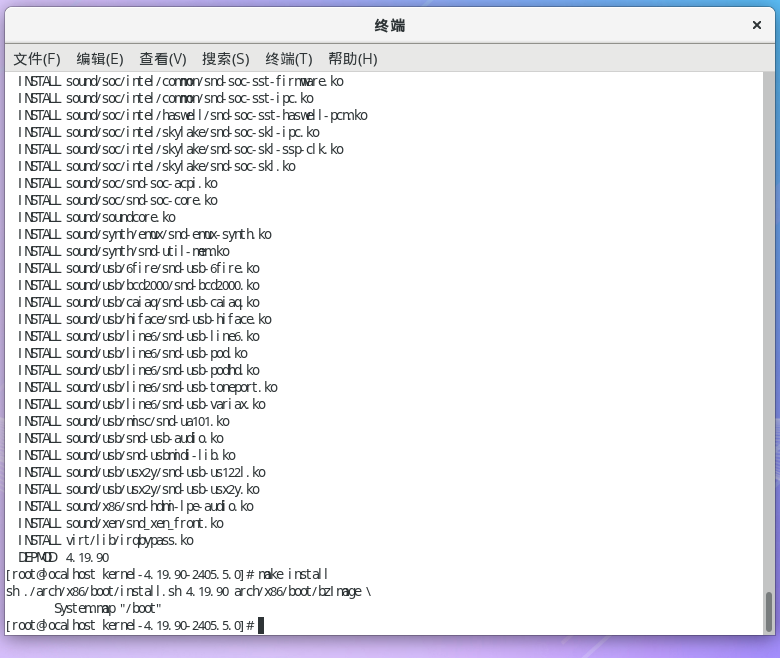 终端
文件(F) 编辑(E) 查看(V) 搜索(S) 终端(T) 帮助(H)
INSTALL sound/soc/intel/common/snd-soc-sst-firmware.ko
INSTALL sound/soc/intel/common/snd-soc-sst-ipc.ko
INSTALL sound/soc/intel/haswell/snd-soc-sst-haswell-pcm.ko
INSTALL sound/soc/intel/skylake/snd-soc-skl-ipc.ko
INSTALL sound/soc/intel/skylake/snd-soc-skl-ssp-clk.ko
INSTALL sound/soc/intel/skylake/snd-soc-skl.ko
INSTALL sound/soc/snd-soc-acpi.ko
INSTALL sound/soc/snd-soc-core.ko
INSTALL sound/soundcore.ko
INSTALL sound/synth/emux/snd-emux-synth.ko
INSTALL sound/synth/snd-util-mem.ko
INSTALL sound/usb/6fire/snd-usb-6fire.ko
INSTALL sound/usb/bcd2000/snd-bcd2000.ko
INSTALL sound/usb/caiaq/snd-usb-caiaq.ko
INSTALL sound/usb/hiface/snd-usb-hiface.ko
INSTALL sound/usb/line6/snd-usb-line6.ko
INSTALL sound/usb/line6/snd-usb-pod.ko
INSTALL sound/usb/line6/snd-usb-podhd.ko
INSTALL sound/usb/line6/snd-usb-toneport.ko
INSTALL sound/usb/line6/snd-usb-variax.ko
INSTALL sound/usb/misc/snd-ua101.ko
INSTALL sound/usb/snd-usb-audio.ko
INSTALL sound/usb/snd-usbmidi-lib.ko
INSTALL sound/usb/usx2y/snd-usb-us122l.ko
INSTALL sound/usb/usx2y/snd-usb-usx2y.ko
INSTALL sound/x86/snd-hdmi-lpe-audio.ko
INSTALL sound/xen/snd_xen_front.ko
INSTALL virt/lib/irqbypass.ko
DEPMOD 4.19.90
[root@localhost kernel-4.19.90-2405.5.0]# make install
sh ./arch/x86/boot/install.sh 4.19.90 arch/x86/boot/bzImage \
System.map "/boot"
[root@localhost kernel-4.19.90-2405.5.0]#